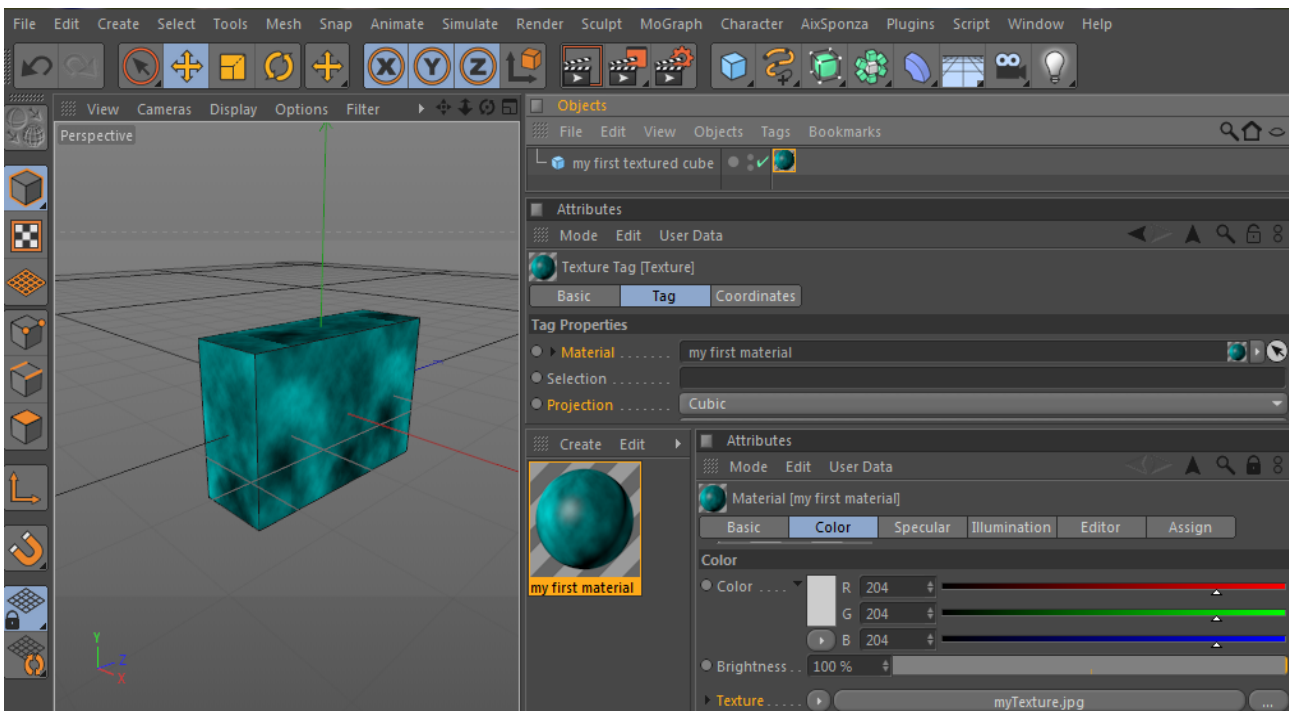 File Edit Create Select Tools Mesh Snap Animate Simulate Render Sculpt MoGraph Character AixSponza Plugins Script Window Help
X Y Z
View Cameras Display Options Filter
Perspective
Y
Z
X
Objects
File Edit View Objects Tags Bookmarks
my first textured cube
Attributes
Mode Edit User Data
Texture Tag [Texture]
Basic Tag Coordinates
Tag Properties
Material . . . . . . . my first material
Selection . . . . . . . .
Projection . . . . . . . Cubic
Create Edit
my first material
Attributes
Mode Edit User Data
Material [my first material]
Basic Color Specular Illumination Editor Assign
Color
Color . . . . R 204
G 204
B 204
Brightness . . 100 %
Texture . . . . . myTexture.jpg ...